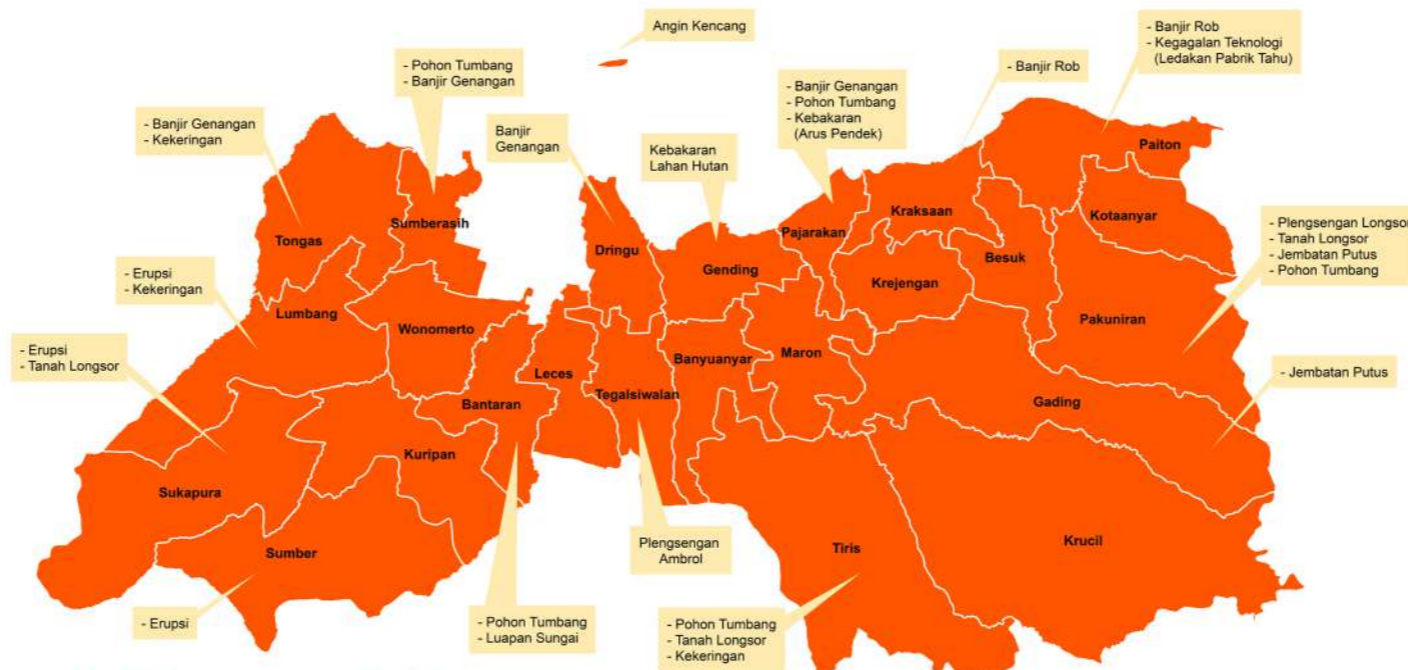 Angin Kencang
- Banjir Rob
- Kegagalan Teknologi
(Ledakan Pabrik Tahu)
- Pohon Tumbang
- Banjir Genangan
- Banjir Rob
- Banjir Genangan
- Pohon Tumbang
- Kebakaran
(Arus Pendek)
- Banjir Genangan
- Kekeringan
Banjir
Genangan
Kebakaran
Lahan Hutan
Paiton
Kotaanyar
Kraksaan
Sumberasih
Pajarakan
Tongas
Dringu
Gending
Besuk
Krejengan
- Plengsengan Longsor
- Tanah Longsor
- Jembatan Putus
- Pohon Tumbang
- Erupsi
- Kekeringan
Lumbang
Wonomerto
Pakuniran
Leces
Banyuanyar
Maron
- Erupsi
- Tanah Longsor
- Jembatan Putus
Bantaran
Tegalsiwalan
Gading
Kuripan
Sukapura
Sumber
Plengsengan
Ambrol
Tiris
Krucil
- Erupsi
- Pohon Tumbang
- Luapan Sungai
- Pohon Tumbang
- Tanah Longsor
- Kekeringan